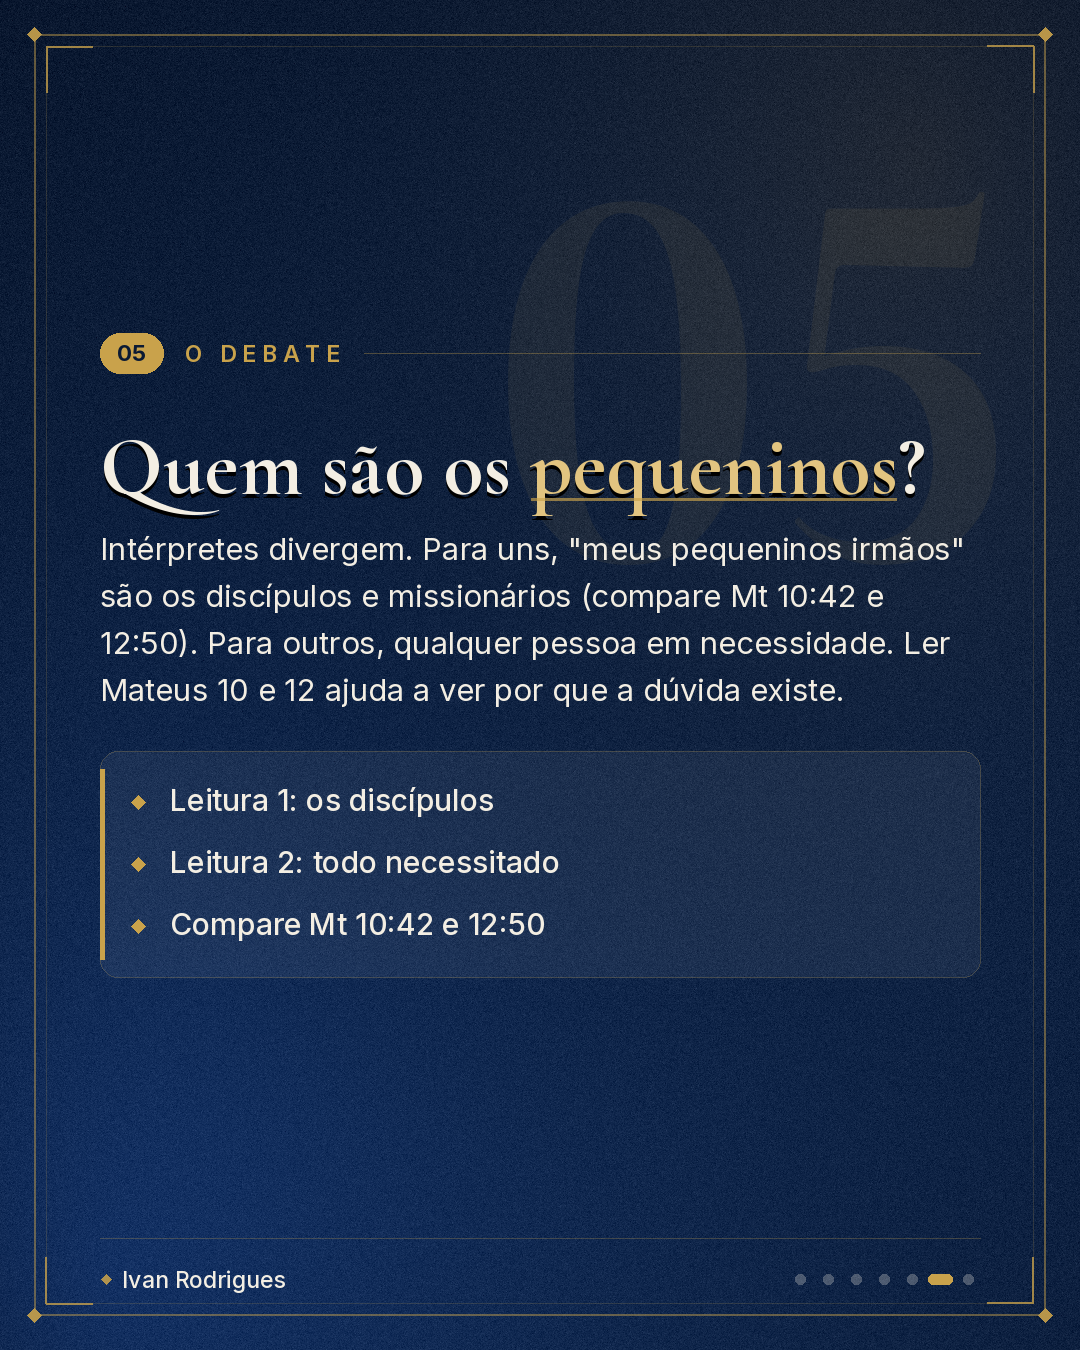 05
05 O DEBATE
Quem são os pequeninos?
Intérpretes divergem. Para uns, "meus pequeninos irmãos"
são os discípulos e missionários (compare Mt 10:42 e
12:50). Para outros, qualquer pessoa em necessidade. Ler
Mateus 10 e 12 ajuda a ver por que a dúvida existe.
Leitura 1: os discípulos
Leitura 2: todo necessitado
Compare Mt 10:42 e 12:50
Ivan Rodrigues